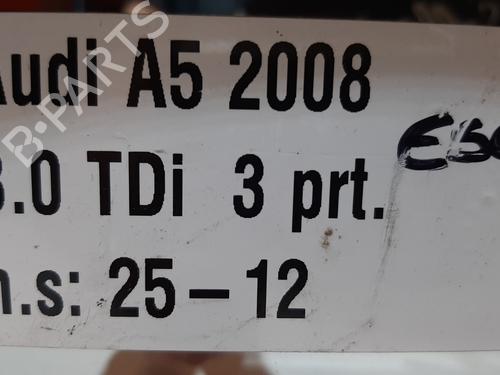 Audi A5 2008
3.0 TDi 3 prt.
n.s: 25-12
B-PARTS